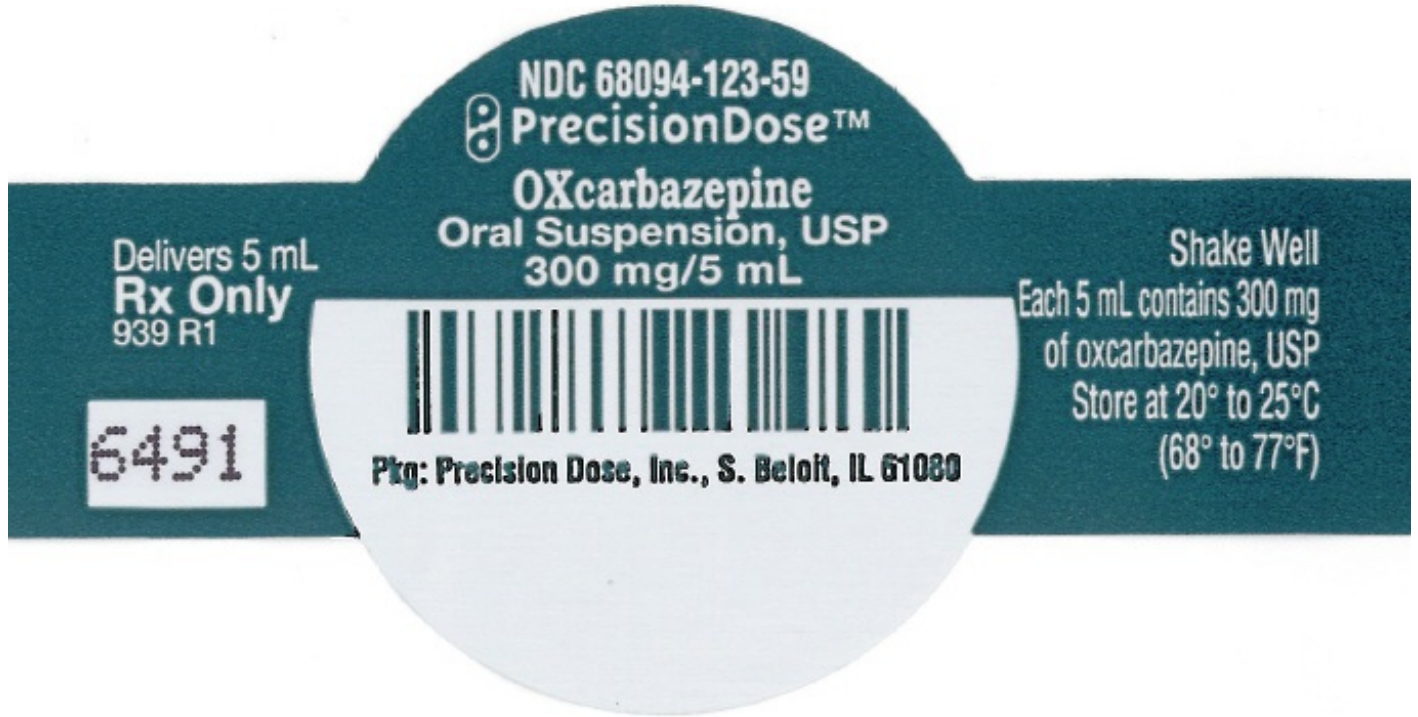 NDC 68094-123-59
PrecisionDose™
OXcarbazepine
Oral Suspension, USP
300 mg/5 mL
Delivers 5 mL
Rx Only
939 R1
6491
Pkg: Precision Dose, Inc., S. Beloit, IL 61080
Shake Well
Each 5 mL contains 300 mg
of oxcarbazepine, USP
Store at 20° to 25°C
(68° to 77°F)